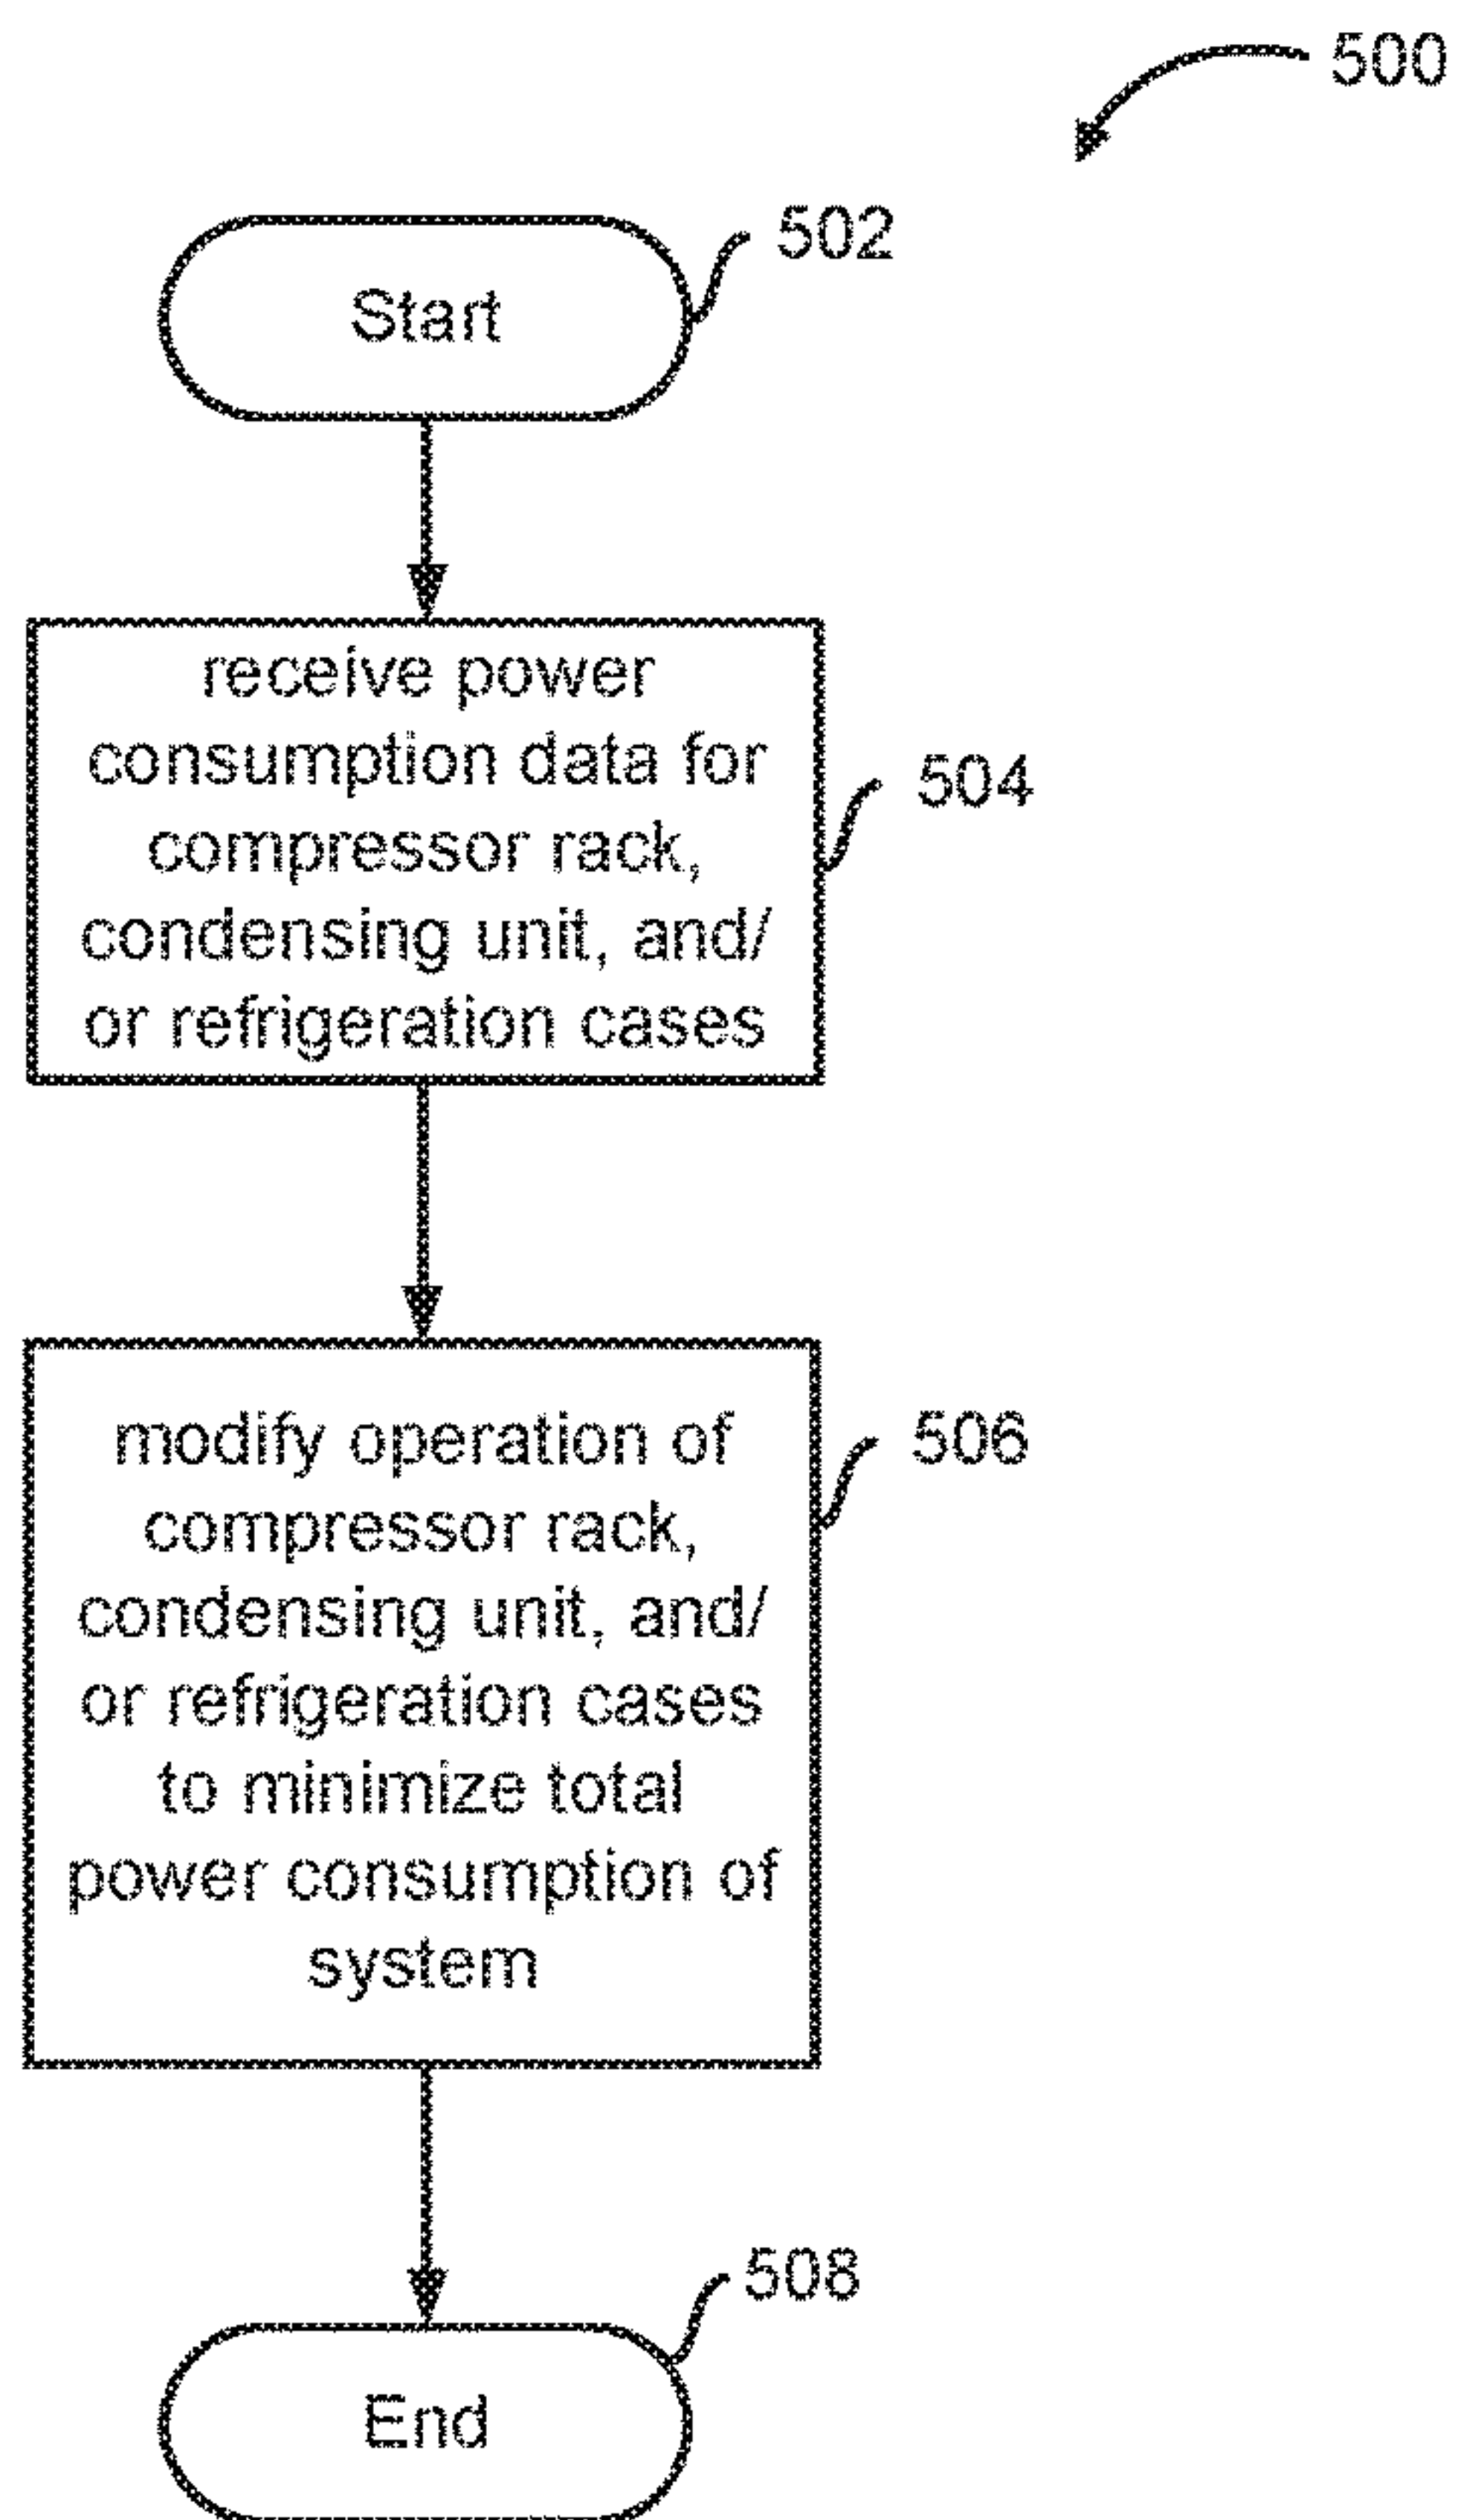 500
502
Start
receive power
consumption data for
compressor rack,
condensing unit, and/
or refrigeration cases
504
modify operation of
compressor rack,
condensing unit, and/
or refrigeration cases
to minimize total
power consumption of
system
506
508
End